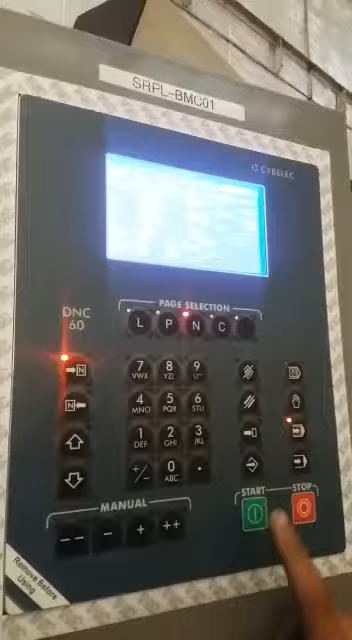 SRPL-BMC01
CYBELEC
DNC
60
PAGE SELECTION
L P N C
N
7 8 9
VWX YZ/
N
4 5 6
MNO PQR STU
1 2 3
DEF GHI JKL
+/- 0 .
ABC
MANUAL
-- - + ++
START STOP
Remove Before
Using